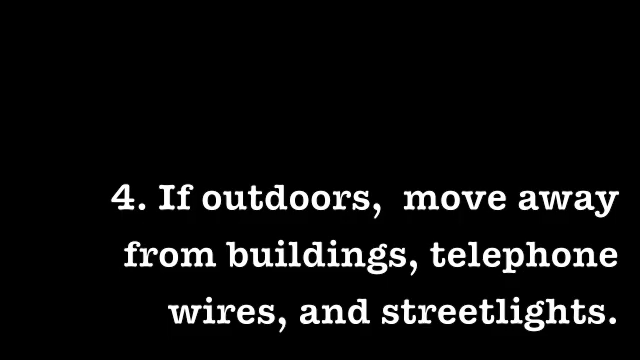 4. If outdoors,  move away
from buildings, telephone
wires, and streetlights.